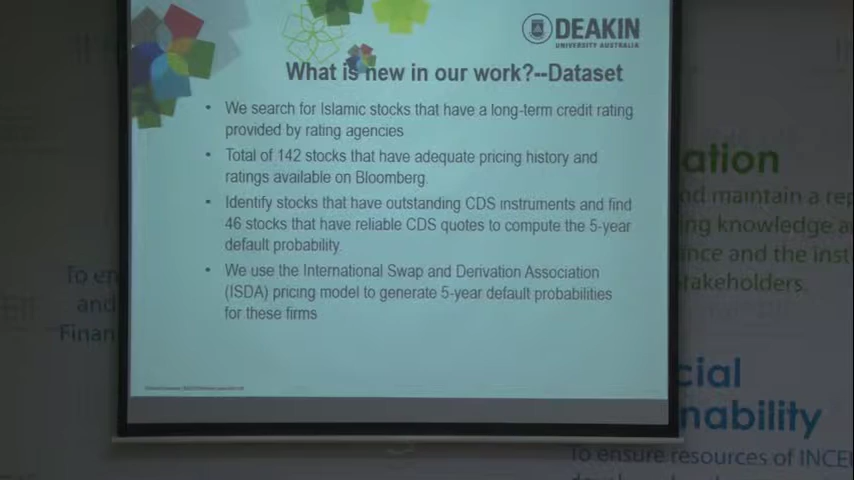 DEAKIN
UNIVERSITY AUSTRALIA
What is new in our work?--Dataset
• We search for Islamic stocks that have a long-term credit rating
provided by rating agencies
• Total of 142 stocks that have adequate pricing history and
ratings available on Bloomberg.
• Identify stocks that have outstanding CDS instruments and find
46 stocks that have reliable CDS quotes to compute the 5-year
default probability.
• We use the International Swap and Derivation Association
(ISDA) pricing model to generate 5-year default probabilities
for these firms
To en
and
Finan
ation
nd maintain a rep
ing knowledge a
nce and the inst
takeholders.
cial
nability
To ensure resources of INCEI